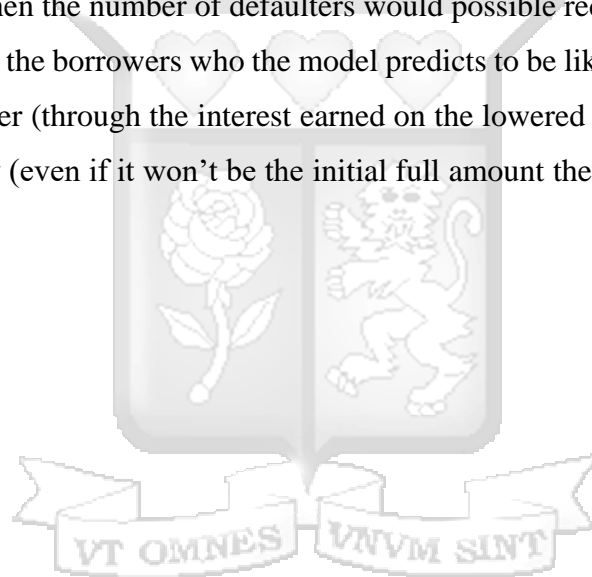 hen the number of defaulters would possible re
the borrowers who the model predicts to be lik
er (through the interest earned on the lowered
(even if it won't be the initial full amount the
VT OMNES VNVM SINT